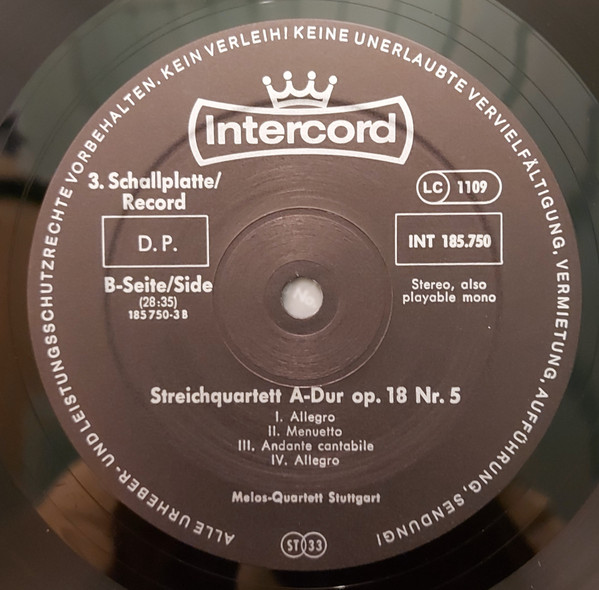 ALLE URHEBER- UND LEISTUNGSSCHUTZRECHTE VORBEHALTEN. KEIN VERLEIH! KEINE UNERLAUBTE VERVIELFÄLTIGUNG, VERMIETUNG, AUFFÜHRUNG, SENDUNG!
Intercord
3. Schallplatte/
Record
D.P.
B-Seite/Side
(28:35)
185 750-3 B
LC 1109
INT 185.750
Stereo, also
playable mono
Streichquartett A-Dur op. 18 Nr. 5
I. Allegro
II. Menuetto
III. Andante cantabile
IV. Allegro
Melos-Quartett Stuttgart
ST 33